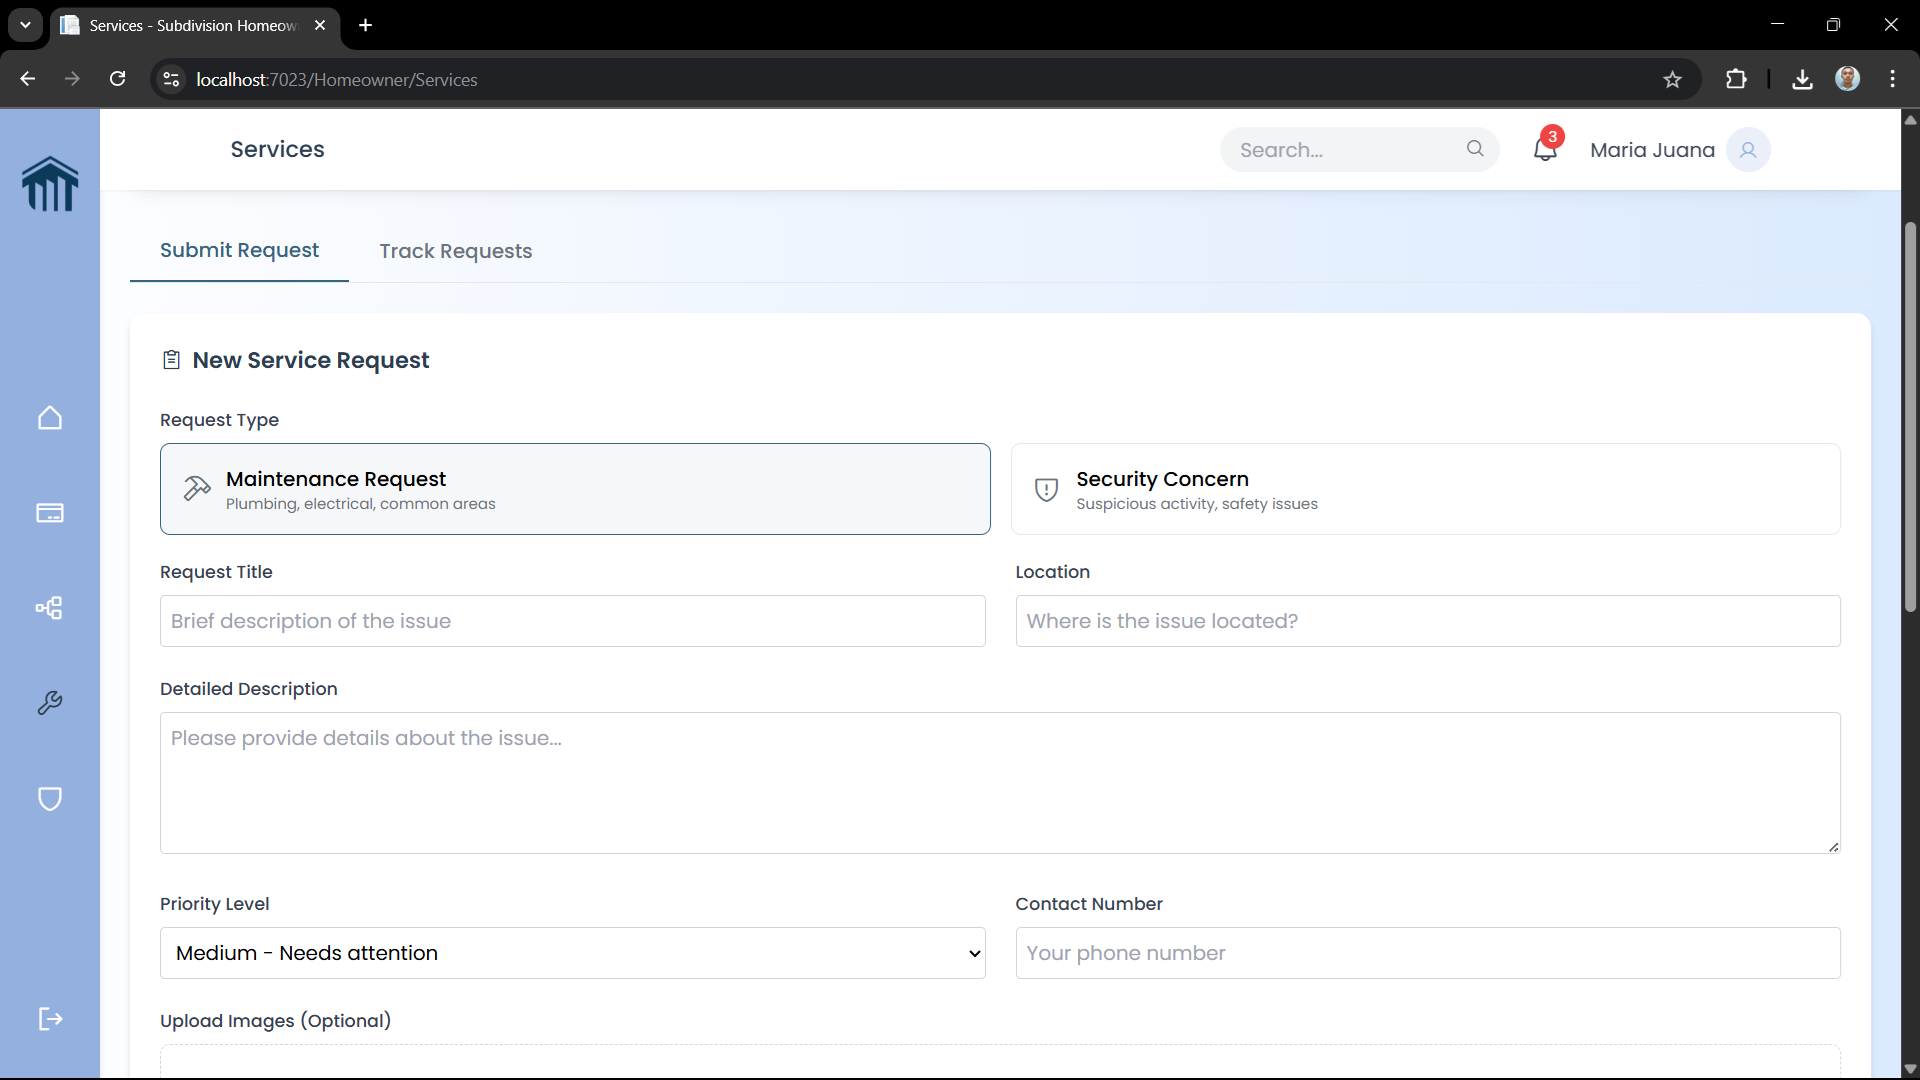 Services - Subdivision Homeow
localhost:7023/Homeowner/Services
Services
Search...
3
Maria Juana
Submit Request
Track Requests
New Service Request
Request Type
Maintenance Request
Plumbing, electrical, common areas
Security Concern
Suspicious activity, safety issues
Request Title
Location
Brief description of the issue
Where is the issue located?
Detailed Description
Please provide details about the issue...
Priority Level
Contact Number
Medium - Needs attention
Your phone number
Upload Images (Optional)